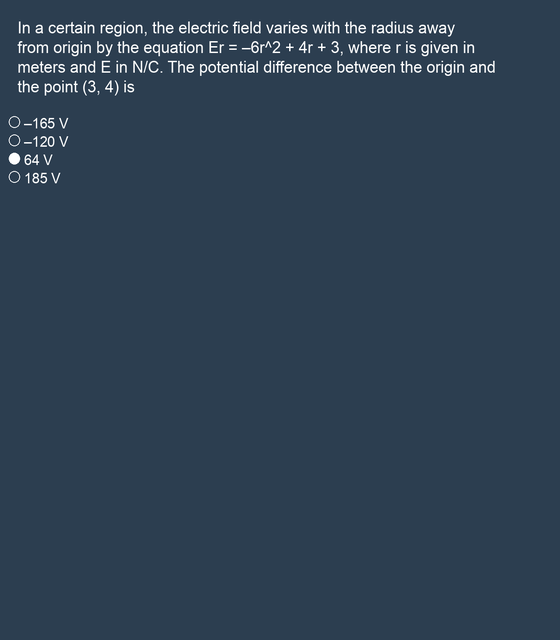 In a certain region, the electric field varies with the radius away
from origin by the equation Er = –6r^2 + 4r + 3, where r is given in
meters and E in N/C. The potential difference between the origin and
the point (3, 4) is
–165 V
–120 V
64 V
185 V